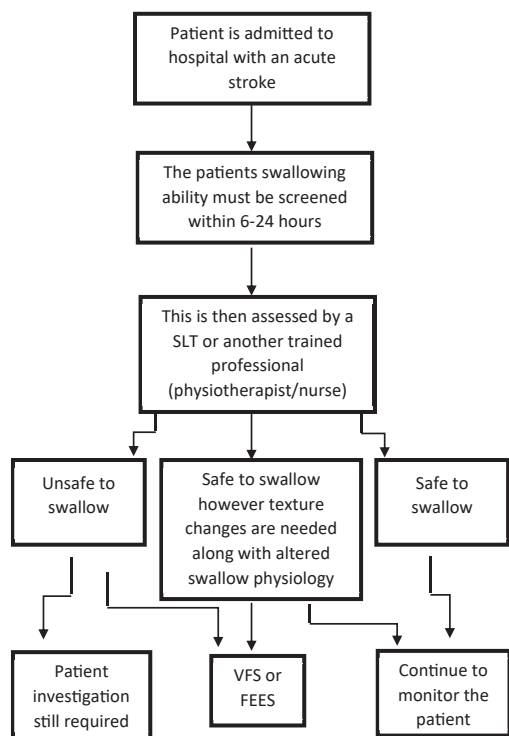 Patient is admitted to
hospital with an acute
stroke
The patients swallowing
ability must be screened
within 6-24 hours
This is then assessed by a
SLT or another trained
professional
(physiotherapist/nurse)
Unsafe to
swallow
Safe to swallow
however texture
changes are needed
along with altered
swallow physiology
Safe to
swallow
Patient
investigation
still required
VFS or
FEES
Continue to
monitor the
patient